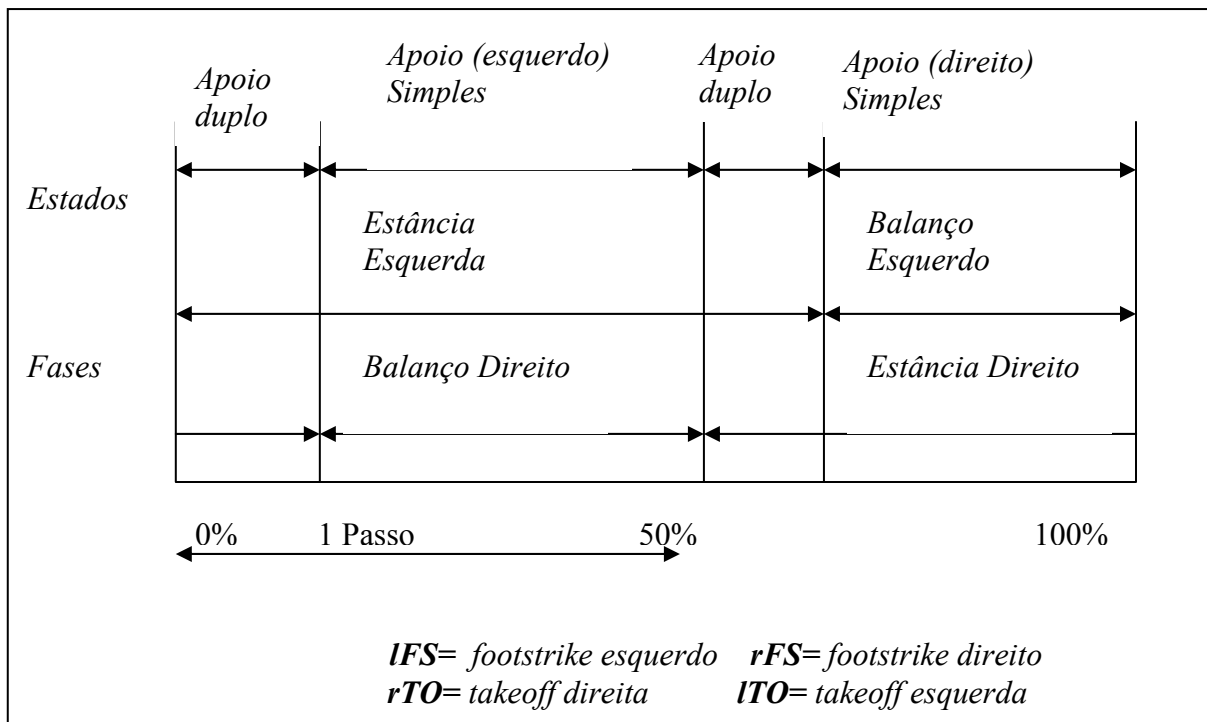 Apoio
duplo
Apoio (esquerdo)
Simples
Apoio
duplo
Apoio (direito)
Simples
Estados
Estância
Esquerda
Balanço
Esquerdo
Fases
Balanço Direito
Estância Direito
0% 1 Passo 50% 100%
lFS= footstrike esquerdo rFS= footstrike direito
rTO= takeoff direita lTO= takeoff esquerda